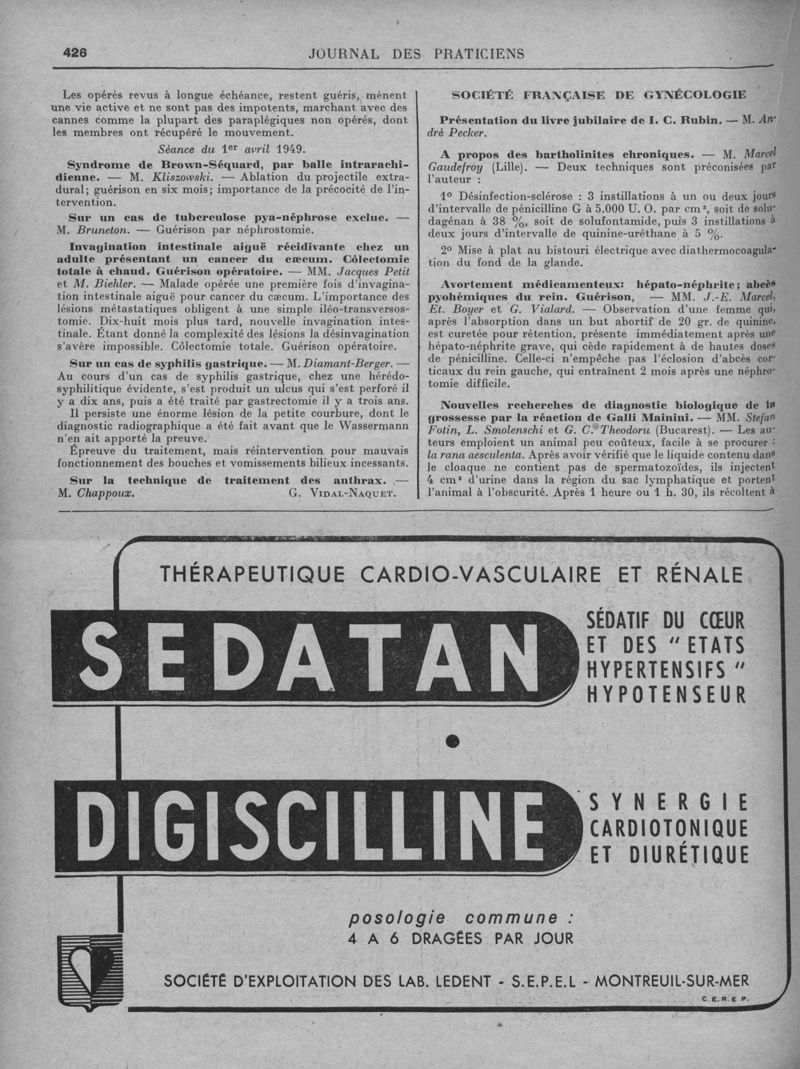 426
JOURNAL DES PRATICIENS
Les opérés revus à longue échéance, restent guéris, mènent
une vie active et ne sont pas des impotents, marchant avec des
cannes comme la plupart des paraplégiques non opérés, dont
les membres ont récupéré le mouvement.
Séance du 1er avril 1949.
Syndrome de Brown-Séquard, par balle intrarachi-
dienne. — M. Kliszowski. — Ablation du projectile extra-
dural; guérison en six mois; importance de la précocité de l'in-
tervention.
Sur un cas de tuberculose pya-néphrose exclue. —
M. Bruneton. — Guérison par néphrostomie.
Invagination intestinale aiguë récidivante chez un
adulte présentant un cancer du cæcum. Côlectomie
totale à chaud. Guérison opératoire. — MM. Jacques Petit
et M. Biehler. — Malade opérée une première fois d'invagina-
tion intestinale aiguë pour cancer du cæcum. L'importance des
lésions métastatiques obligent à une simple iléo-transversos-
tomie. Dix-huit mois plus tard, nouvelle invagination intes-
tinale. Étant donné la complexité des lésions la désinvagination
s'avère impossible. Côlectomie totale. Guérison opératoire.
Sur un cas de syphilis gastrique. — M. Diamant-Berger. —
Au cours d'un cas de syphilis gastrique, chez une hérédo-
syphilitique évidente, s'est produit un ulcus qui s'est perforé il
y a dix ans, puis a été traité par gastrectomie il y a trois ans.
Il persiste une énorme lésion de la petite courbure, dont le
diagnostic radiographique a été fait avant que le Wassermann
n'en ait apporté la preuve.
Épreuve du traitement, mais réintervention pour mauvais
fonctionnement des bouches et vomissements bilieux incessants.
Sur la technique de traitement des anthrax. —
M. Chappoux. G. VIDAL-NAQUET.
SOCIÉTÉ FRANÇAISE DE GYNÉCOLOGIE
Présentation du livre jubilaire de I. C. Rubin. — M. An-
dré Pecker.
A propos des bartholinites chroniques. — M. Marcel
Gaudefroy (Lille). — Deux techniques sont préconisées par
l'auteur :
1° Désinfection-sclérose : 3 instillations à un ou deux jours
d'intervalle de pénicilline G à 5.000 U. O. par cm³, soit de solu-
dagénan à 38 %, soit de solufontamide, puis 3 instillations à
deux jours d'intervalle de quinine-uréthane à 5 %.
2° Mise à plat au bistouri électrique avec diathermocoagula-
tion du fond de la glande.
Avortement médicamenteux: hépato-néphrite; abcès
pyohémiques du rein. Guérison, — MM. J.-E. Marcel,
Et. Boyer et G. Vialard. — Observation d'une femme qui,
après l'absorption dans un but abortif de 20 gr. de quinine,
est curetée pour rétention, présente immédiatement après une
hépato-néphrite grave, qui cède rapidement à de hautes doses
de pénicilline. Celle-ci n'empêche pas l'éclosion d'abcès cor-
ticaux du rein gauche, qui entraînent 2 mois après une néphro-
tomie difficile.
Nouvelles recherches de diagnostic biologique de la
grossesse par la réaction de Galli Mainini. — MM. Stefan
Fotin, L. Smolenschi et G. C. Theodoru (Bucarest). — Les au-
teurs emploient un animal peu coûteux, facile à se procurer :
la rana aesculenta. Après avoir vérifié que le liquide contenu dans
le cloaque ne contient pas de spermatozoïdes, ils injectent
4 cm³ d'urine dans la région du sac lymphatique et portent
l'animal à l'obscurité. Après 1 heure ou 1 h. 30, ils récoltent à
THÉRAPEUTIQUE CARDIO-VASCULAIRE ET RÉNALE
SEDATAN
SÉDATIF DU CŒUR
ET DES "ETATS
HYPERTENSIFS"
HYPOTENSEUR
DIGISCILLINE
SYNERGIE
CARDIOTONIQUE
ET DIURÉTIQUE
posologie commune :
4 A 6 DRAGÉES PAR JOUR
SOCIÉTÉ D'EXPLOITATION DES LAB. LEDENT - S.E.P.E.L - MONTREUIL-SUR-MER
C.E.R.E.P.